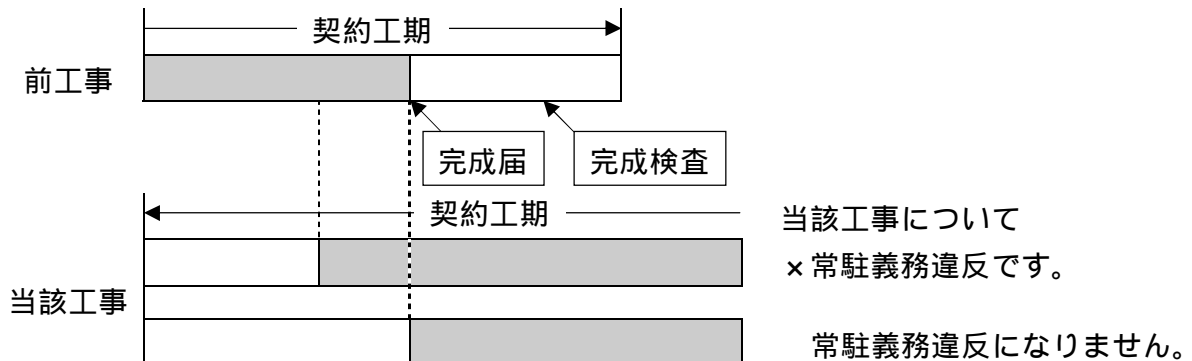 契約工期
前工事
完成届
完成検査
契約工期
当該工事について
×常駐義務違反です。
当該工事
常駐義務違反になりません。